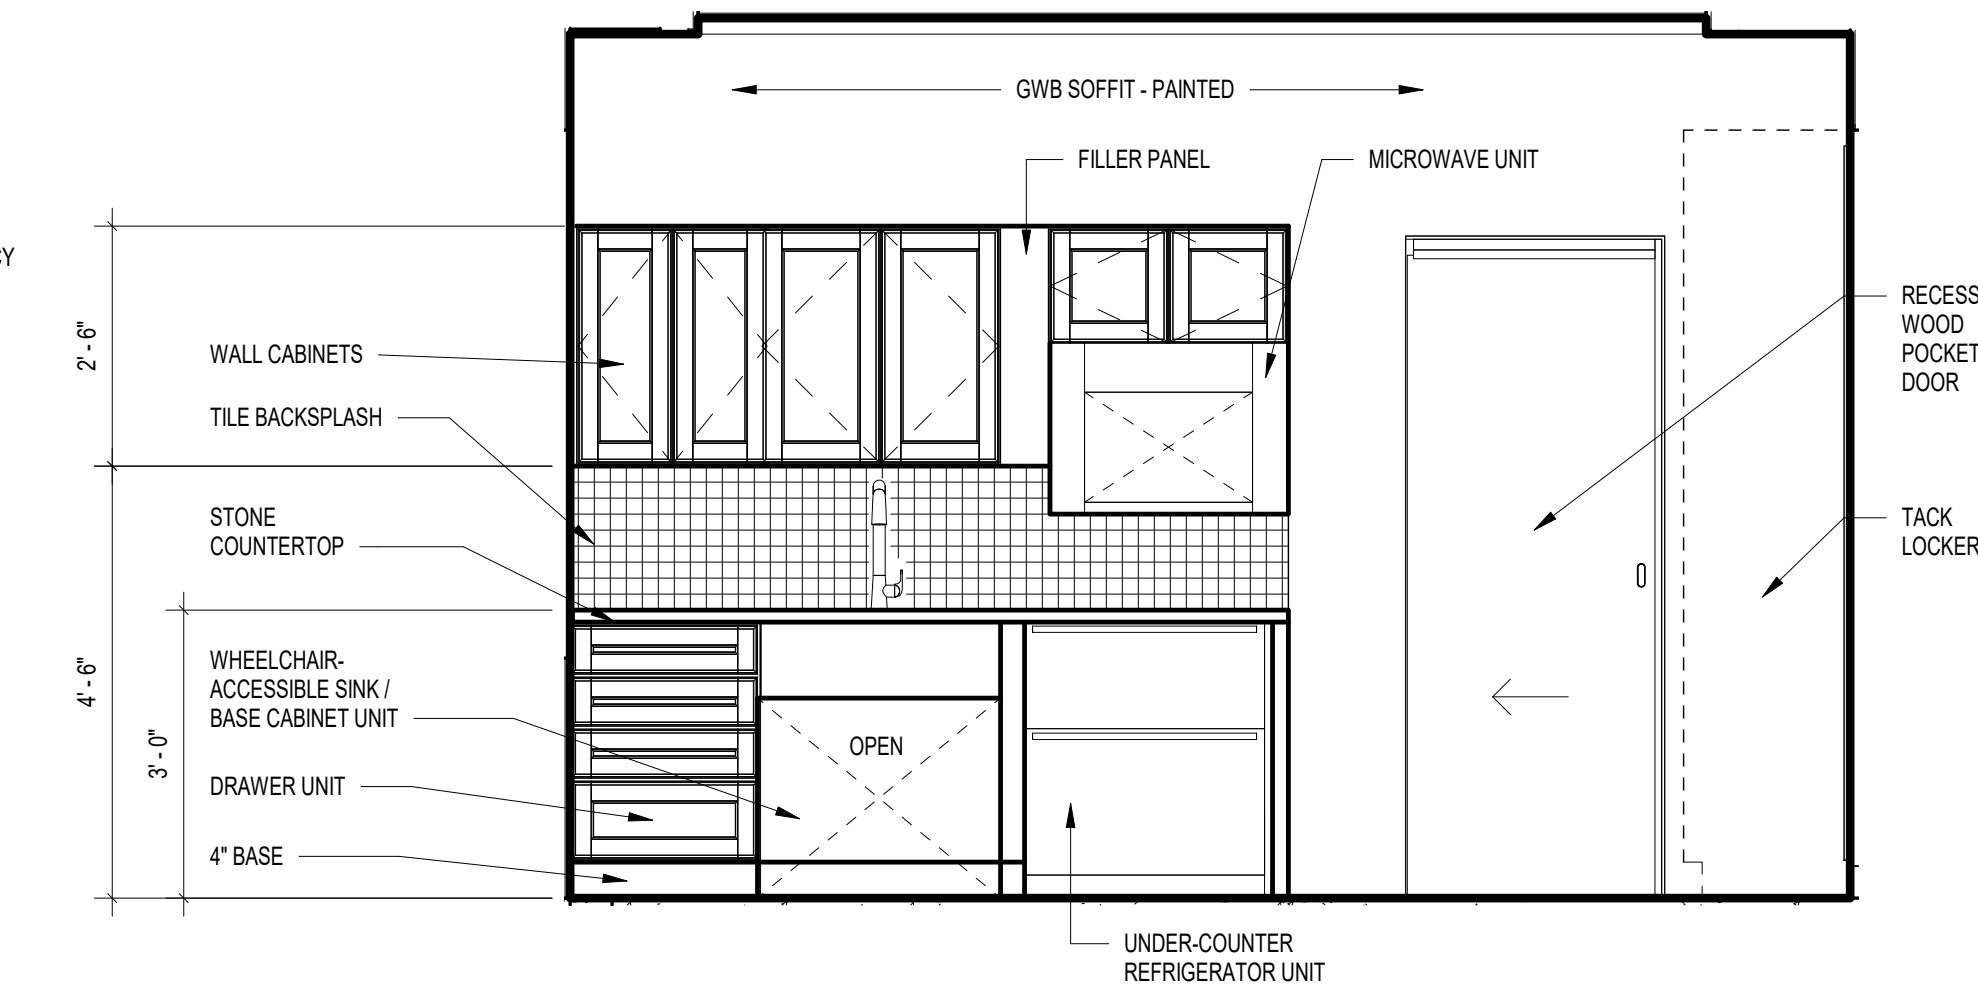 GWB SOFFIT - PAINTED
FILLER PANEL
MICROWAVE UNIT
CY
2' - 6"
WALL CABINETS
TILE BACKSPLASH
STONE
COUNTERTOP
4' - 6"
3' - 0"
WHEELCHAIR-
ACCESSIBLE SINK /
BASE CABINET UNIT
DRAWER UNIT
4" BASE
OPEN
RECESS
WOOD
POCKET
DOOR
TACK
LOCKER
UNDER-COUNTER
REFRIGERATOR UNIT